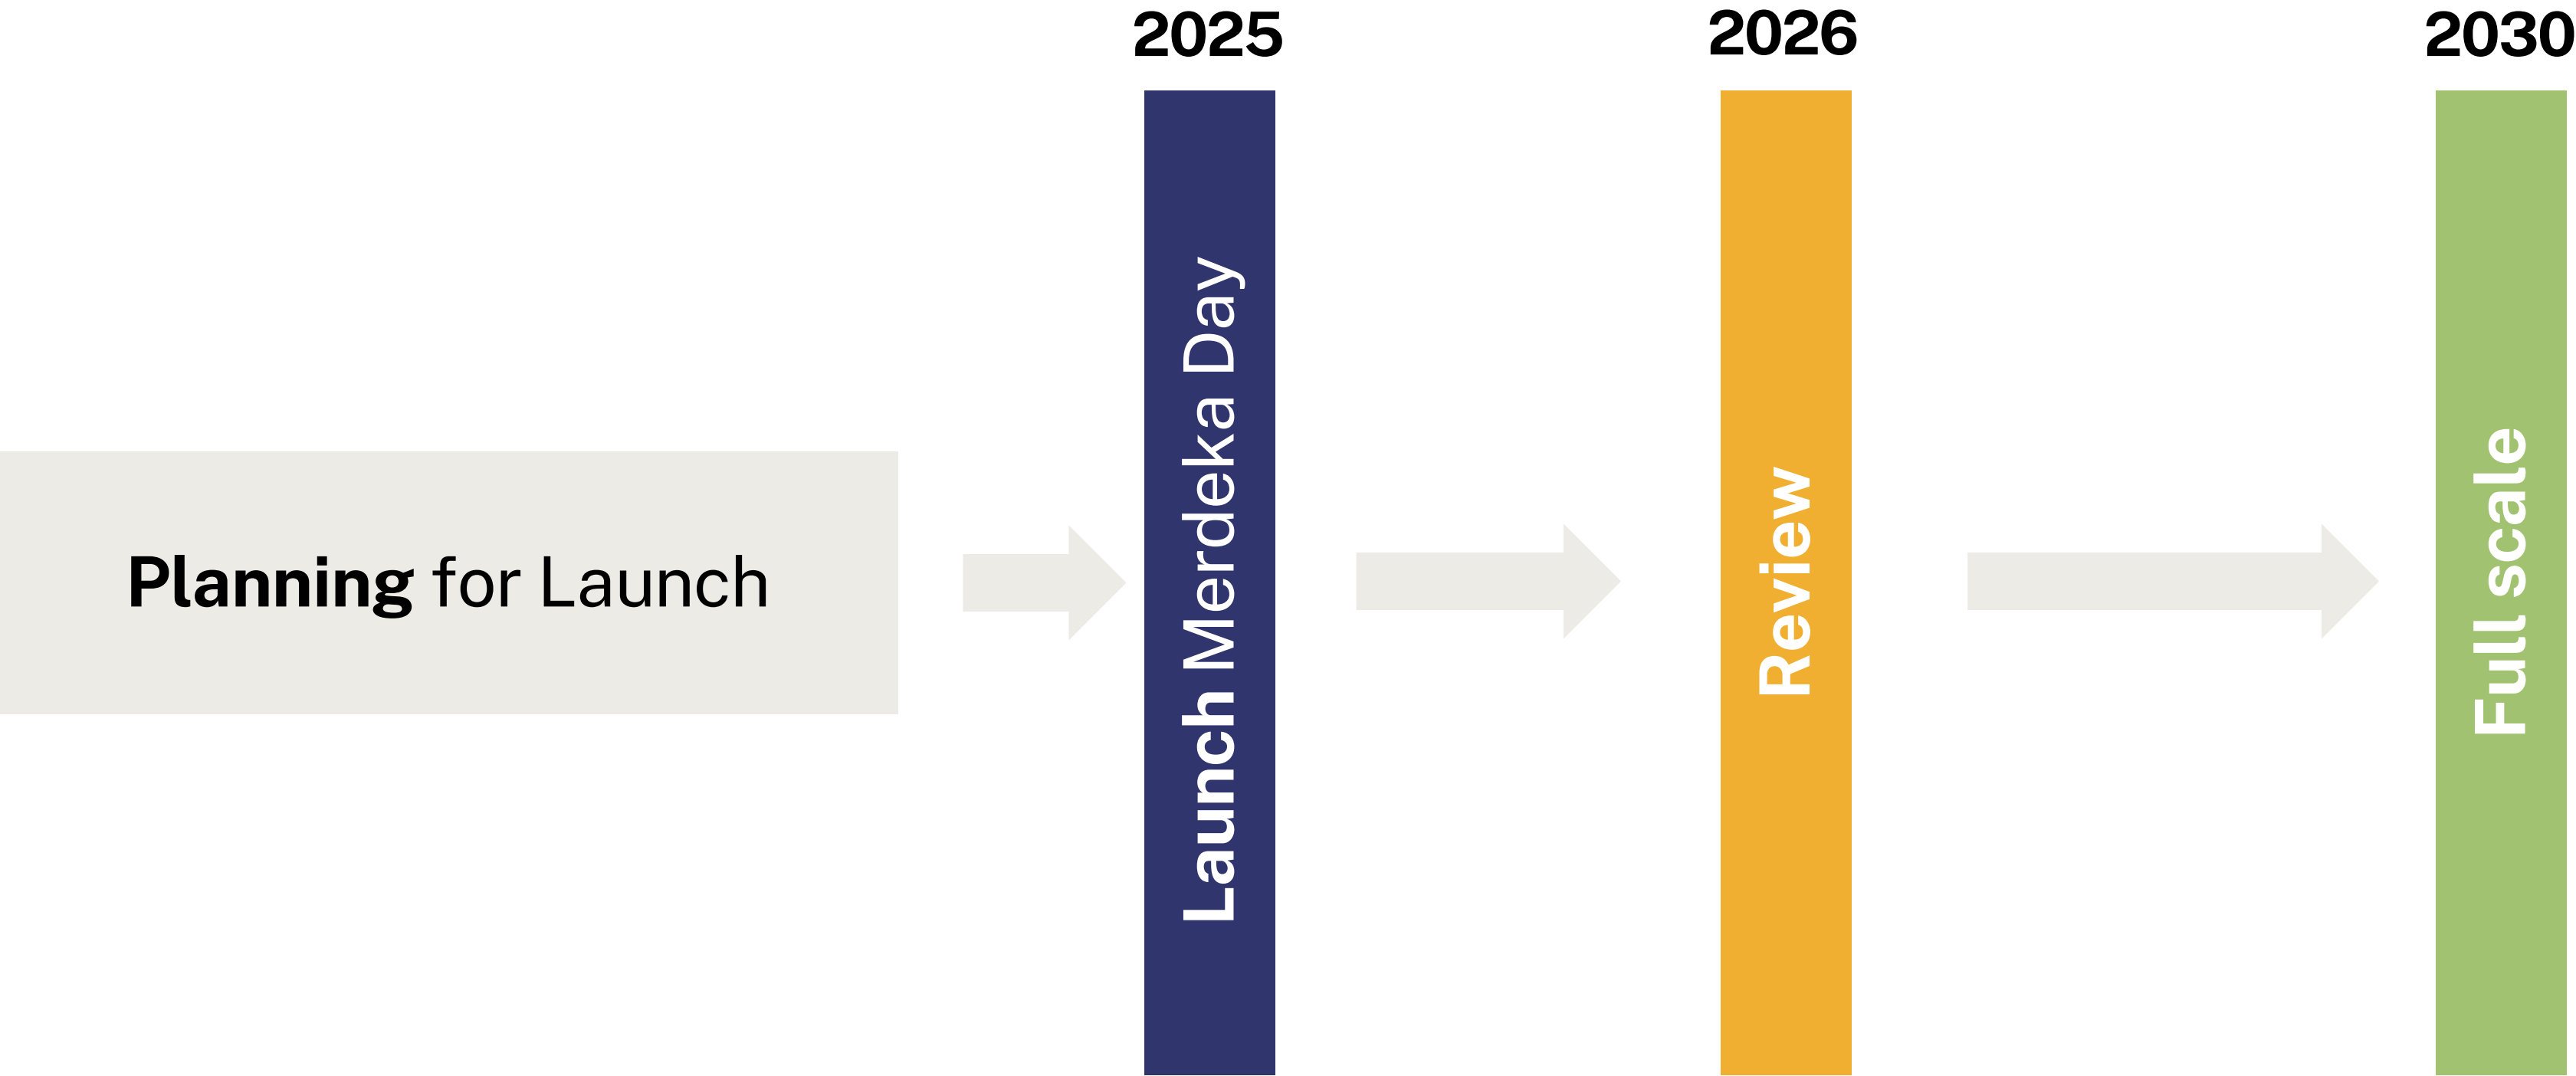 2025
2026
2030
Planning for Launch
Launch Merdeka Day
Review
Full scale